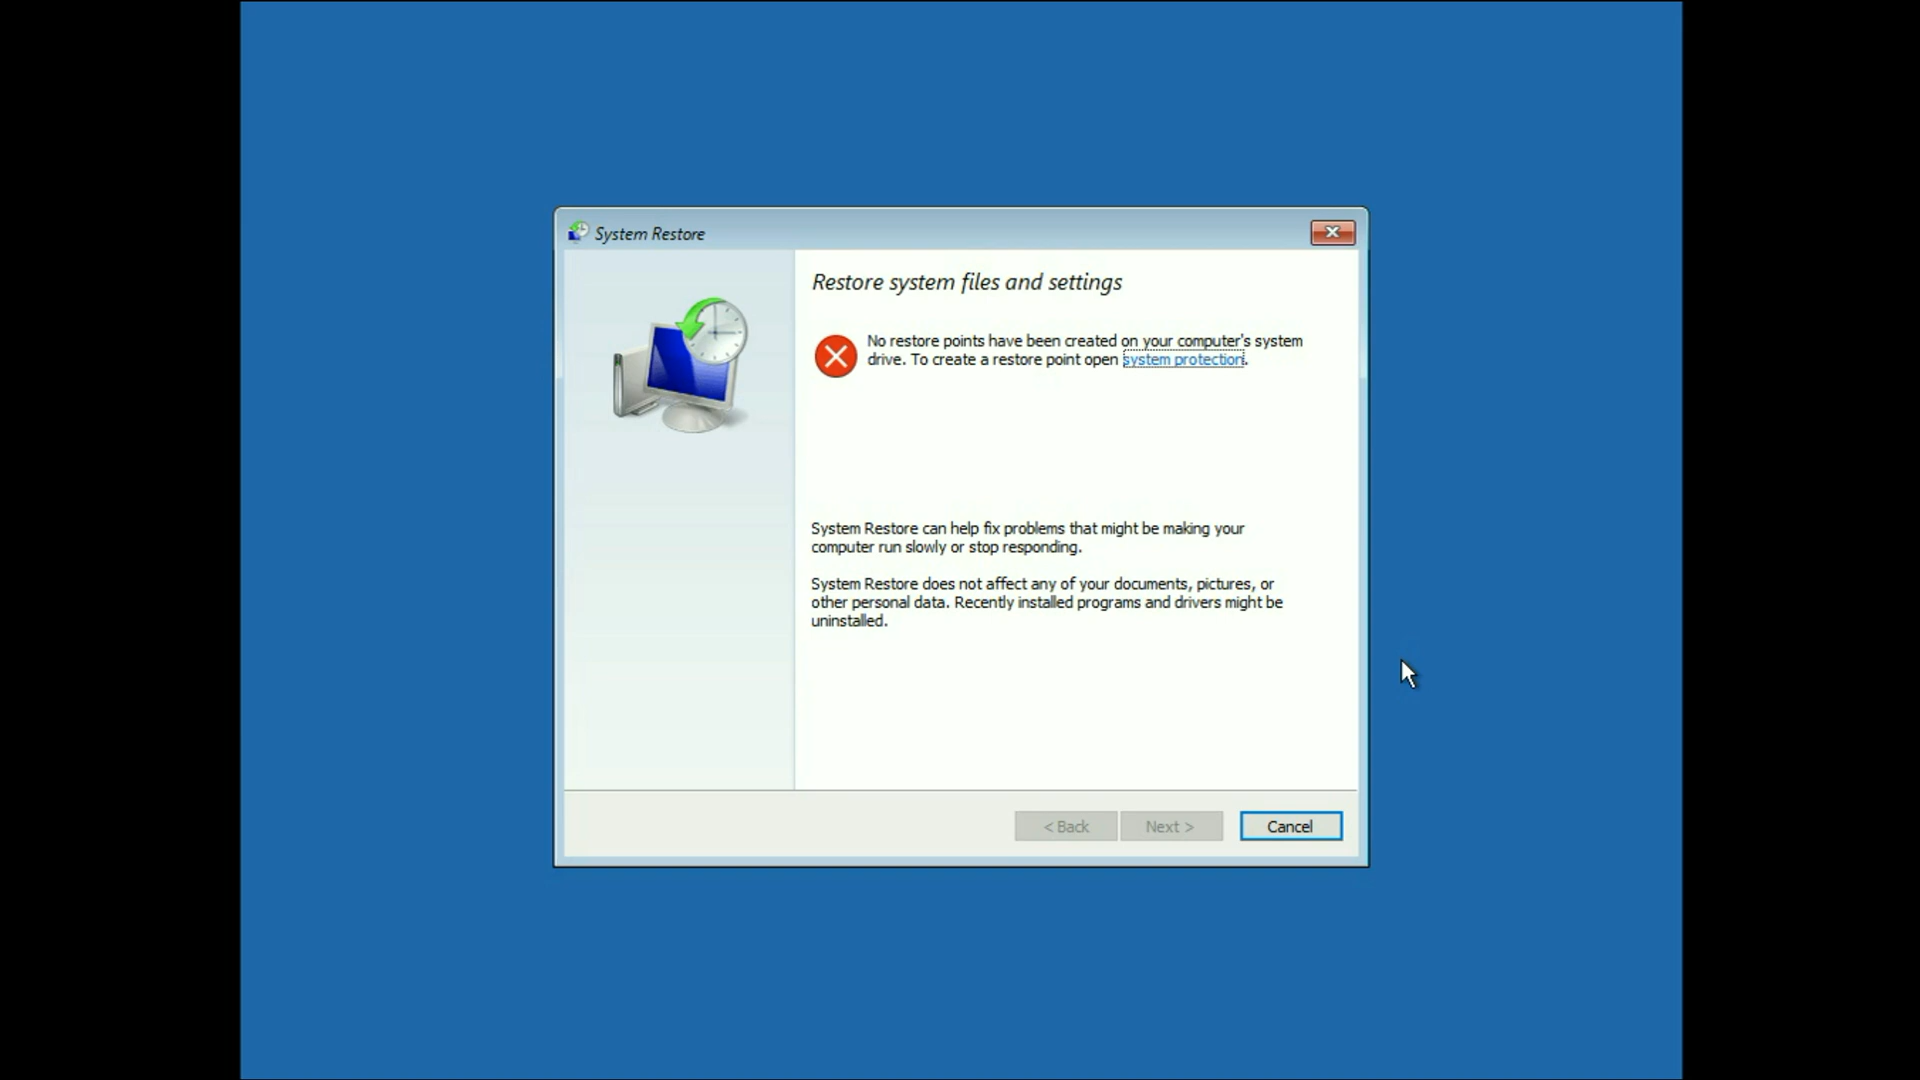 System Restore
Restore system files and settings
No restore points have been created on your computer's system
drive. To create a restore point open system protection.
System Restore can help fix problems that might be making your
computer run slowly or stop responding.
System Restore does not affect any of your documents, pictures, or
other personal data. Recently installed programs and drivers might be
uninstalled.
< Back Next > Cancel